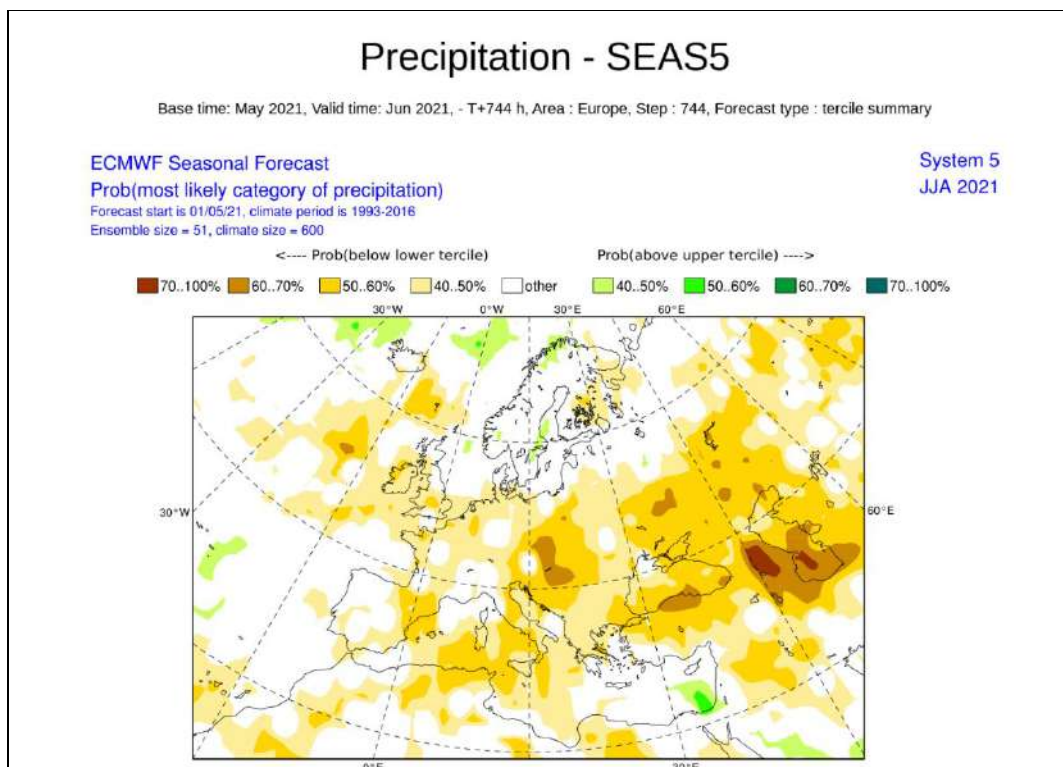 Precipitation - SEAS5
Base time: May 2021, Valid time: Jun 2021, - T+744 h, Area : Europe, Step : 744, Forecast type : tercile summary
ECMWF Seasonal Forecast
System 5
Prob(most likely category of precipitation)
JJA 2021
Forecast start is 01/05/21, climate period is 1993-2016
Ensemble size = 51, climate size = 600
<---- Prob(below lower tercile)
Prob(above upper tercile) ---->
70..100% 60..70% 50..60% 40..50% other 40..50% 50..60% 60..70% 70..100%
30°W 0°W 30°E 60°E
30°W
60°E
0°E 30°E